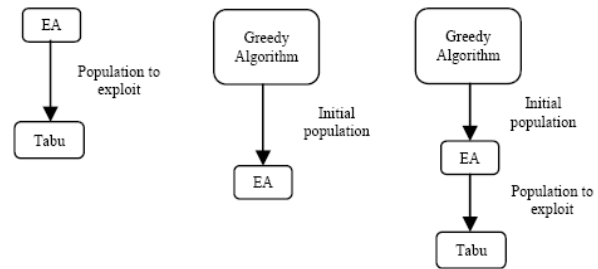 EA
Population to
exploit
Tabu
Greedy
Algorithm
Initial
population
EA
Greedy
Algorithm
Initial
population
EA
Population to
exploit
Tabu